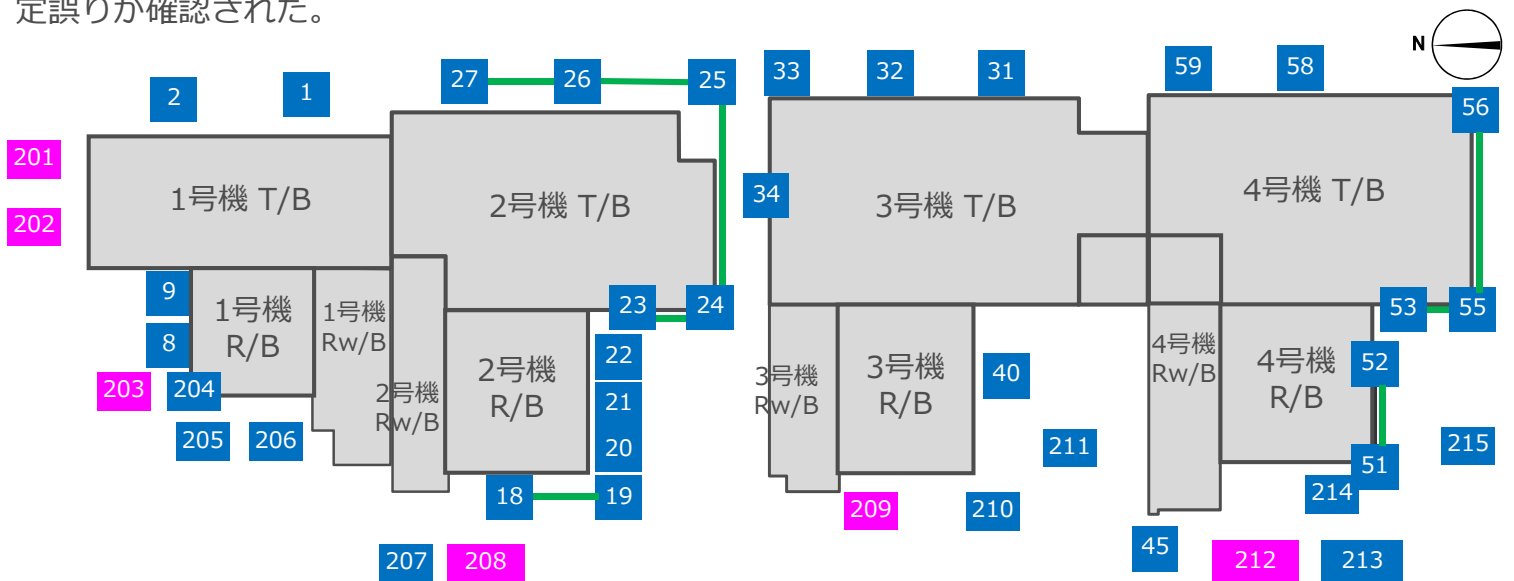 定誤りが確認された。
N
27
26
25
33
32
31
59
58
2
1
56
201
1号機 T/B
2号機 T/B
34
3号機 T/B
4号機 T/B
202
9
1号機
R/B
1号機
Rw/B
23
24
53
55
8
22
2号機
R/B
3号機
R/B
40
4号機
Rw/B
4号機
R/B
52
203
204
2号機
Rw/B
21
3号機
Rw/B
205
206
20
211
215
18
19
51
214
209
210
207
208
45
212
213